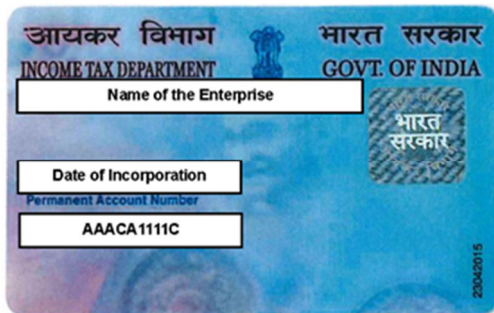 आयकर विभाग
भारत सरकार
INCOME TAX DEPARTMENT
GOVT. OF INDIA
Name of the Enterprise
भारत
सरकार
Date of Incorporation
Permanent Account Number
AAACA1111C
23042015